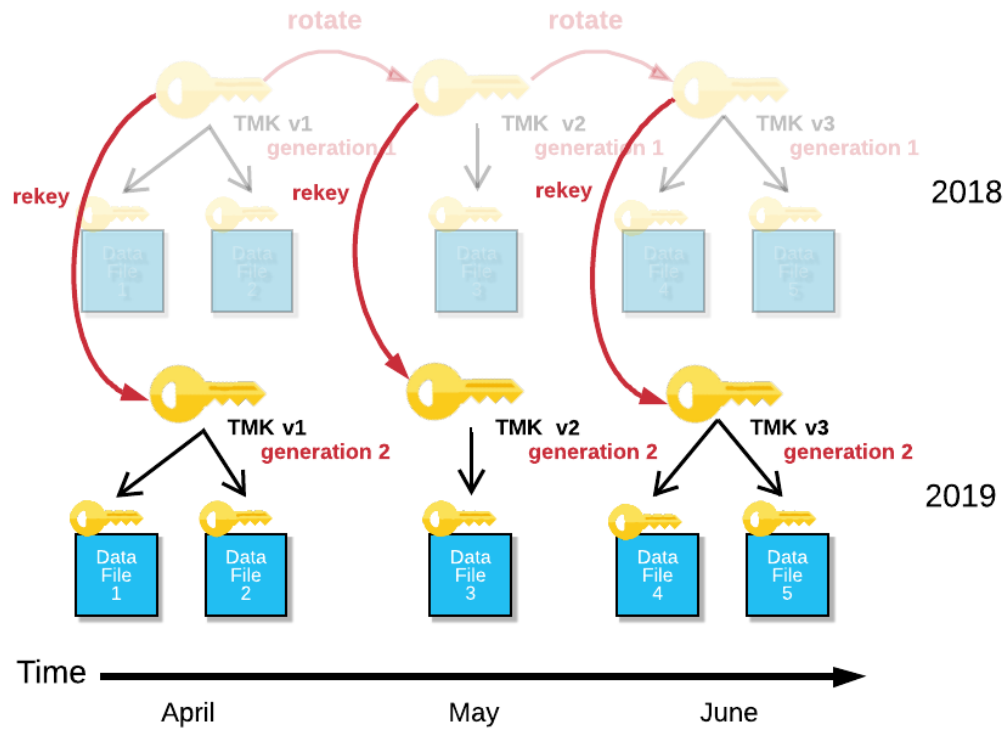 rotate
rotate
TMK v1
generation 1
TMK v2
generation 1
TMK v3
generation 1
rekey
rekey
rekey
2018
Data
File
1
Data
File
2
Data
File
3
Data
File
4
Data
File
5
TMK v1
generation 2
TMK v2
generation 2
TMK v3
generation 2
2019
Data
File
1
Data
File
2
Data
File
3
Data
File
4
Data
File
5
Time
April
May
June